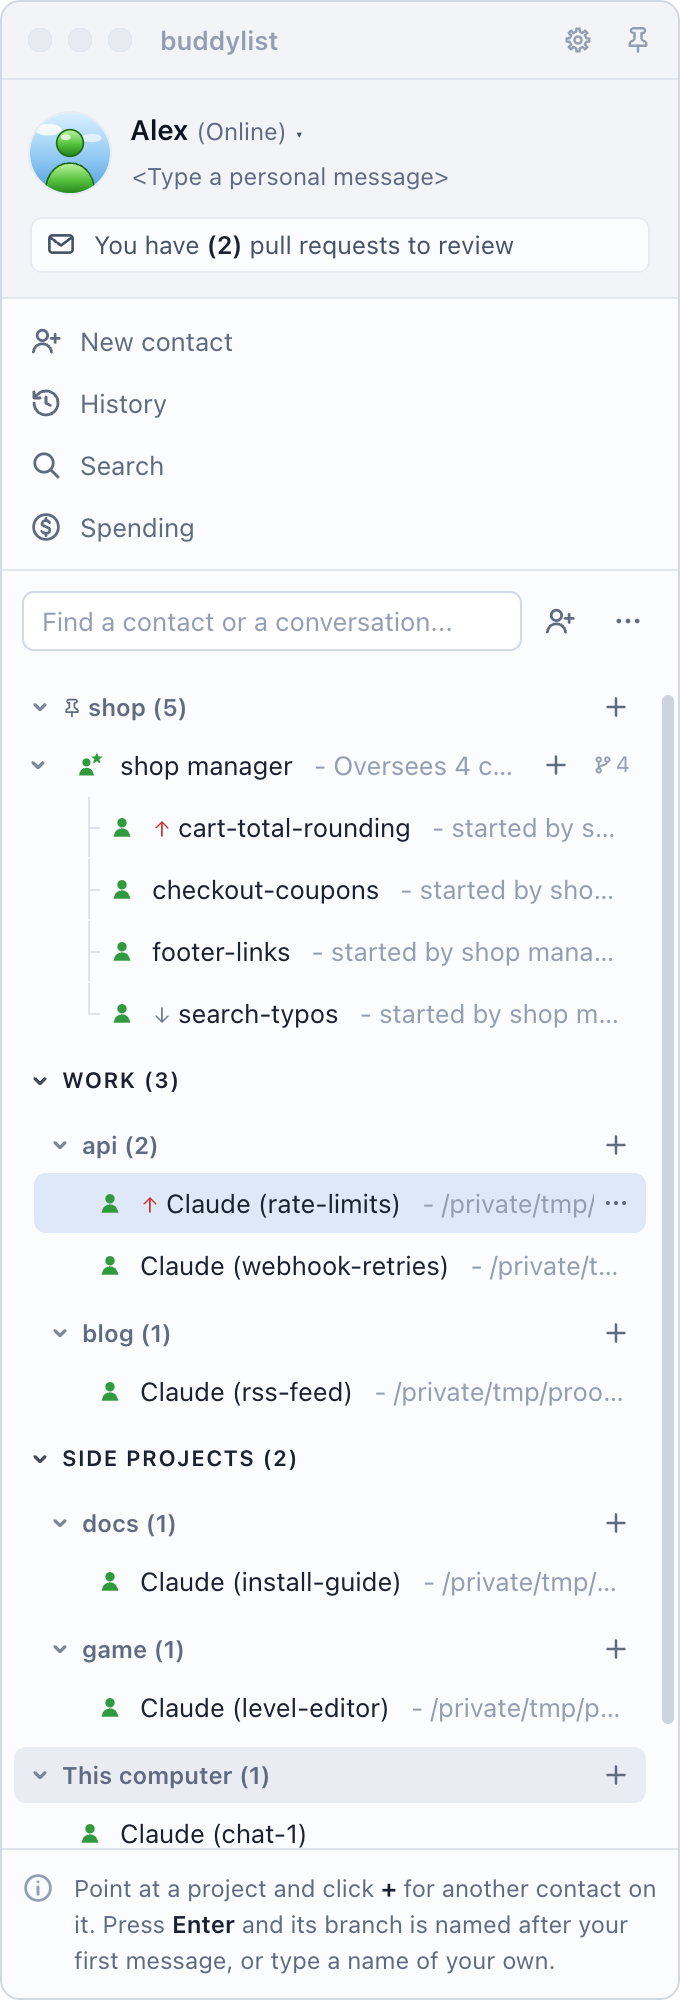 buddylist
Alex (Online)
<Type a personal message>
You have (2) pull requests to review
New contact
History
Search
Spending
Find a contact or a conversation...
shop (5)
shop manager - Oversees 4 c... 4
↑ cart-total-rounding - started by s...
checkout-coupons - started by sho...
footer-links - started by shop mana...
↓ search-typos - started by shop m...
WORK (3)
api (2)
↑ Claude (rate-limits) - /private/tmp/ ...
Claude (webhook-retries) - /private/t...
blog (1)
Claude (rss-feed) - /private/tmp/proo...
SIDE PROJECTS (2)
docs (1)
Claude (install-guide) - /private/tmp/...
game (1)
Claude (level-editor) - /private/tmp/p...
This computer (1)
Claude (chat-1)
Point at a project and click + for another contact on
it. Press Enter and its branch is named after your
first message, or type a name of your own.